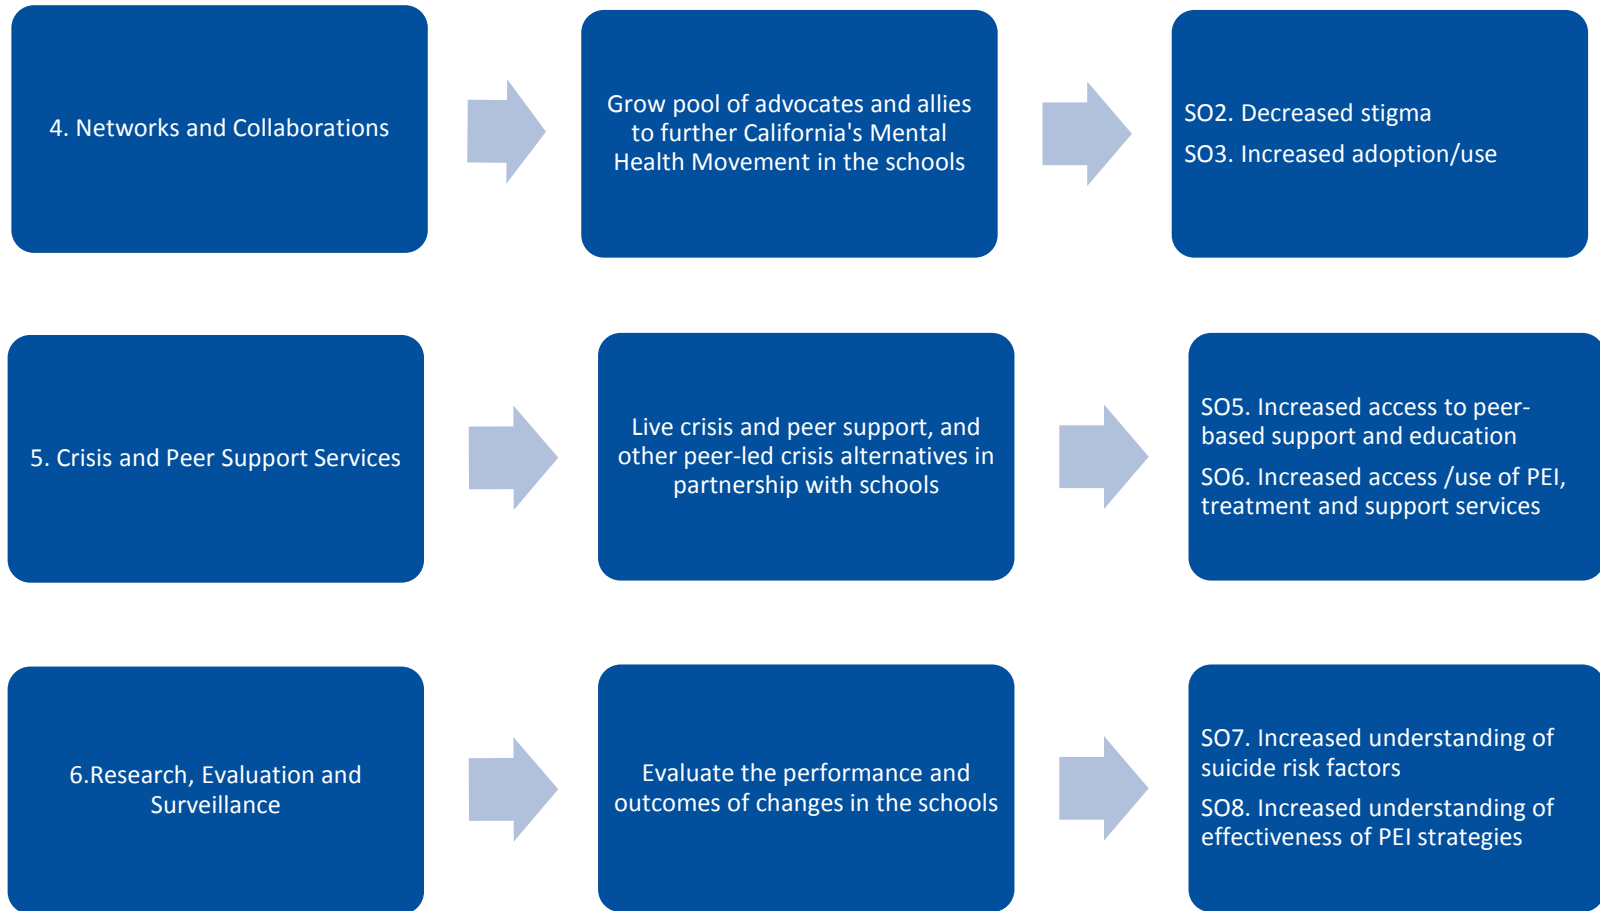 4. Networks and Collaborations
Grow pool of advocates and allies
to further California's Mental
Health Movement in the schools
SO2. Decreased stigma
SO3. Increased adoption/use
5. Crisis and Peer Support Services
Live crisis and peer support, and
other peer-led crisis alternatives in
partnership with schools
SO5. Increased access to peer-
based support and education
SO6. Increased access /use of PEI,
treatment and support services
6.Research, Evaluation and
Surveillance
Evaluate the performance and
outcomes of changes in the schools
SO7. Increased understanding of
suicide risk factors
SO8. Increased understanding of
effectiveness of PEI strategies